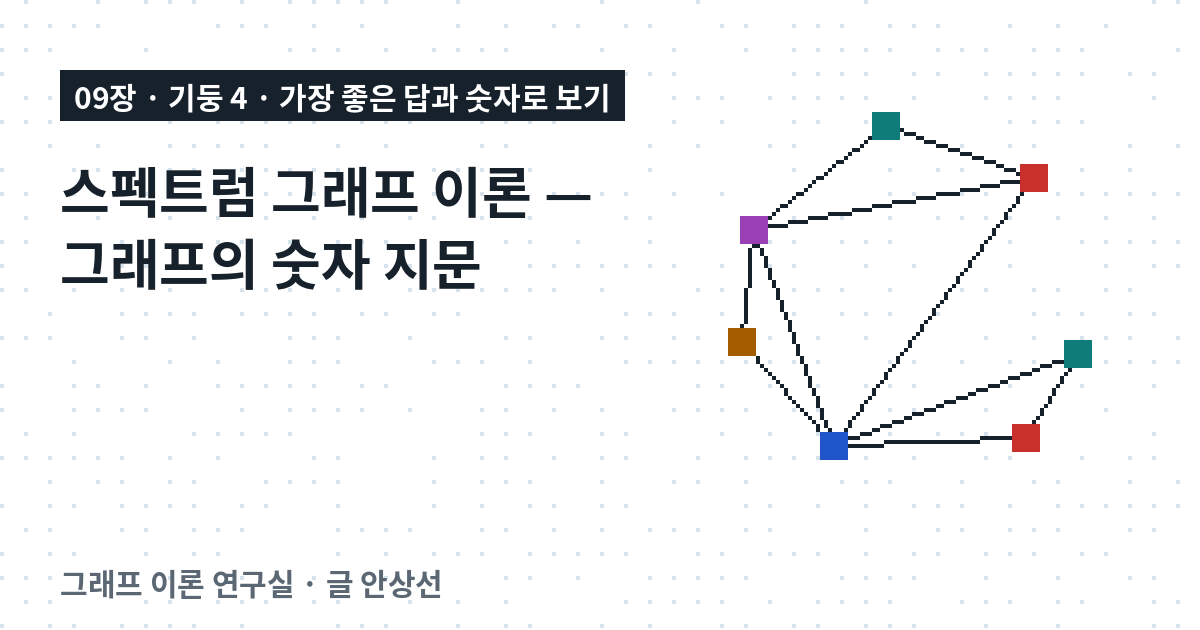 09장 · 기둥 4 · 가장 좋은 답과 숫자로 보기
스펙트럼 그래프 이론 —
그래프의 숫자 지문
그래프 이론 연구실 · 글 안상선